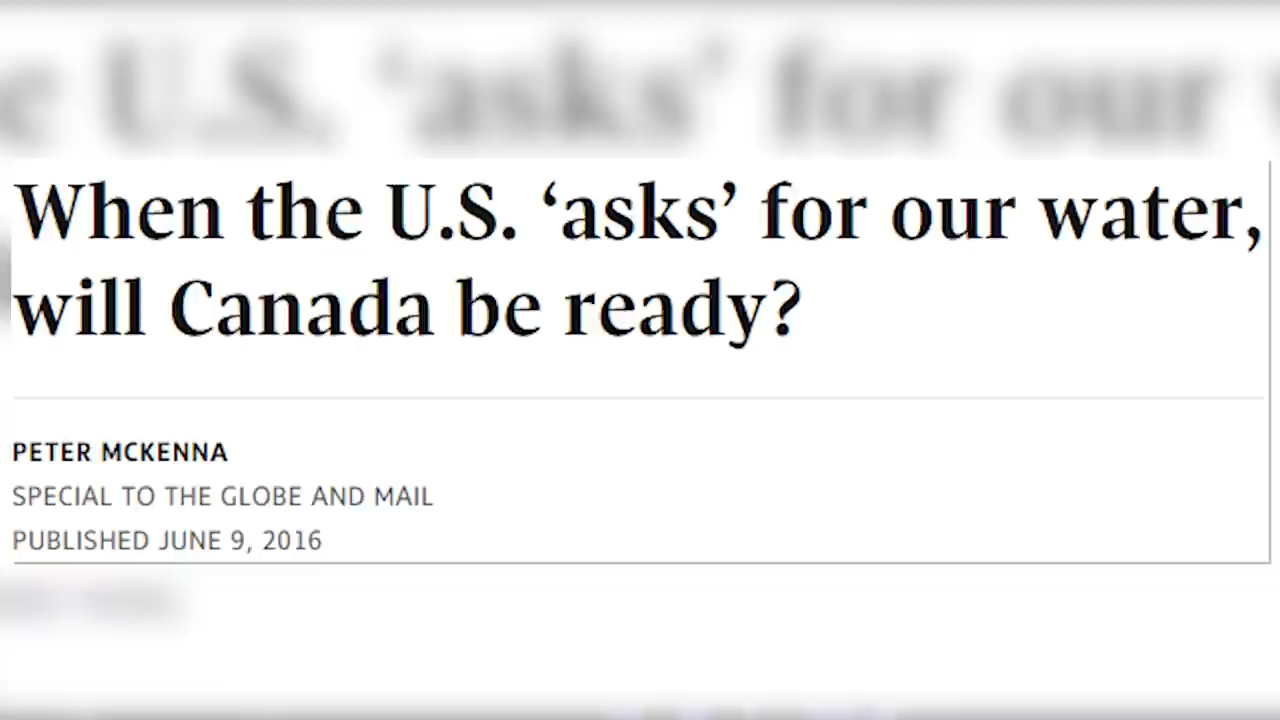 When the U.S. ‘asks’ for our water,
will Canada be ready?
PETER MCKENNA
SPECIAL TO THE GLOBE AND MAIL
PUBLISHED JUNE 9, 2016